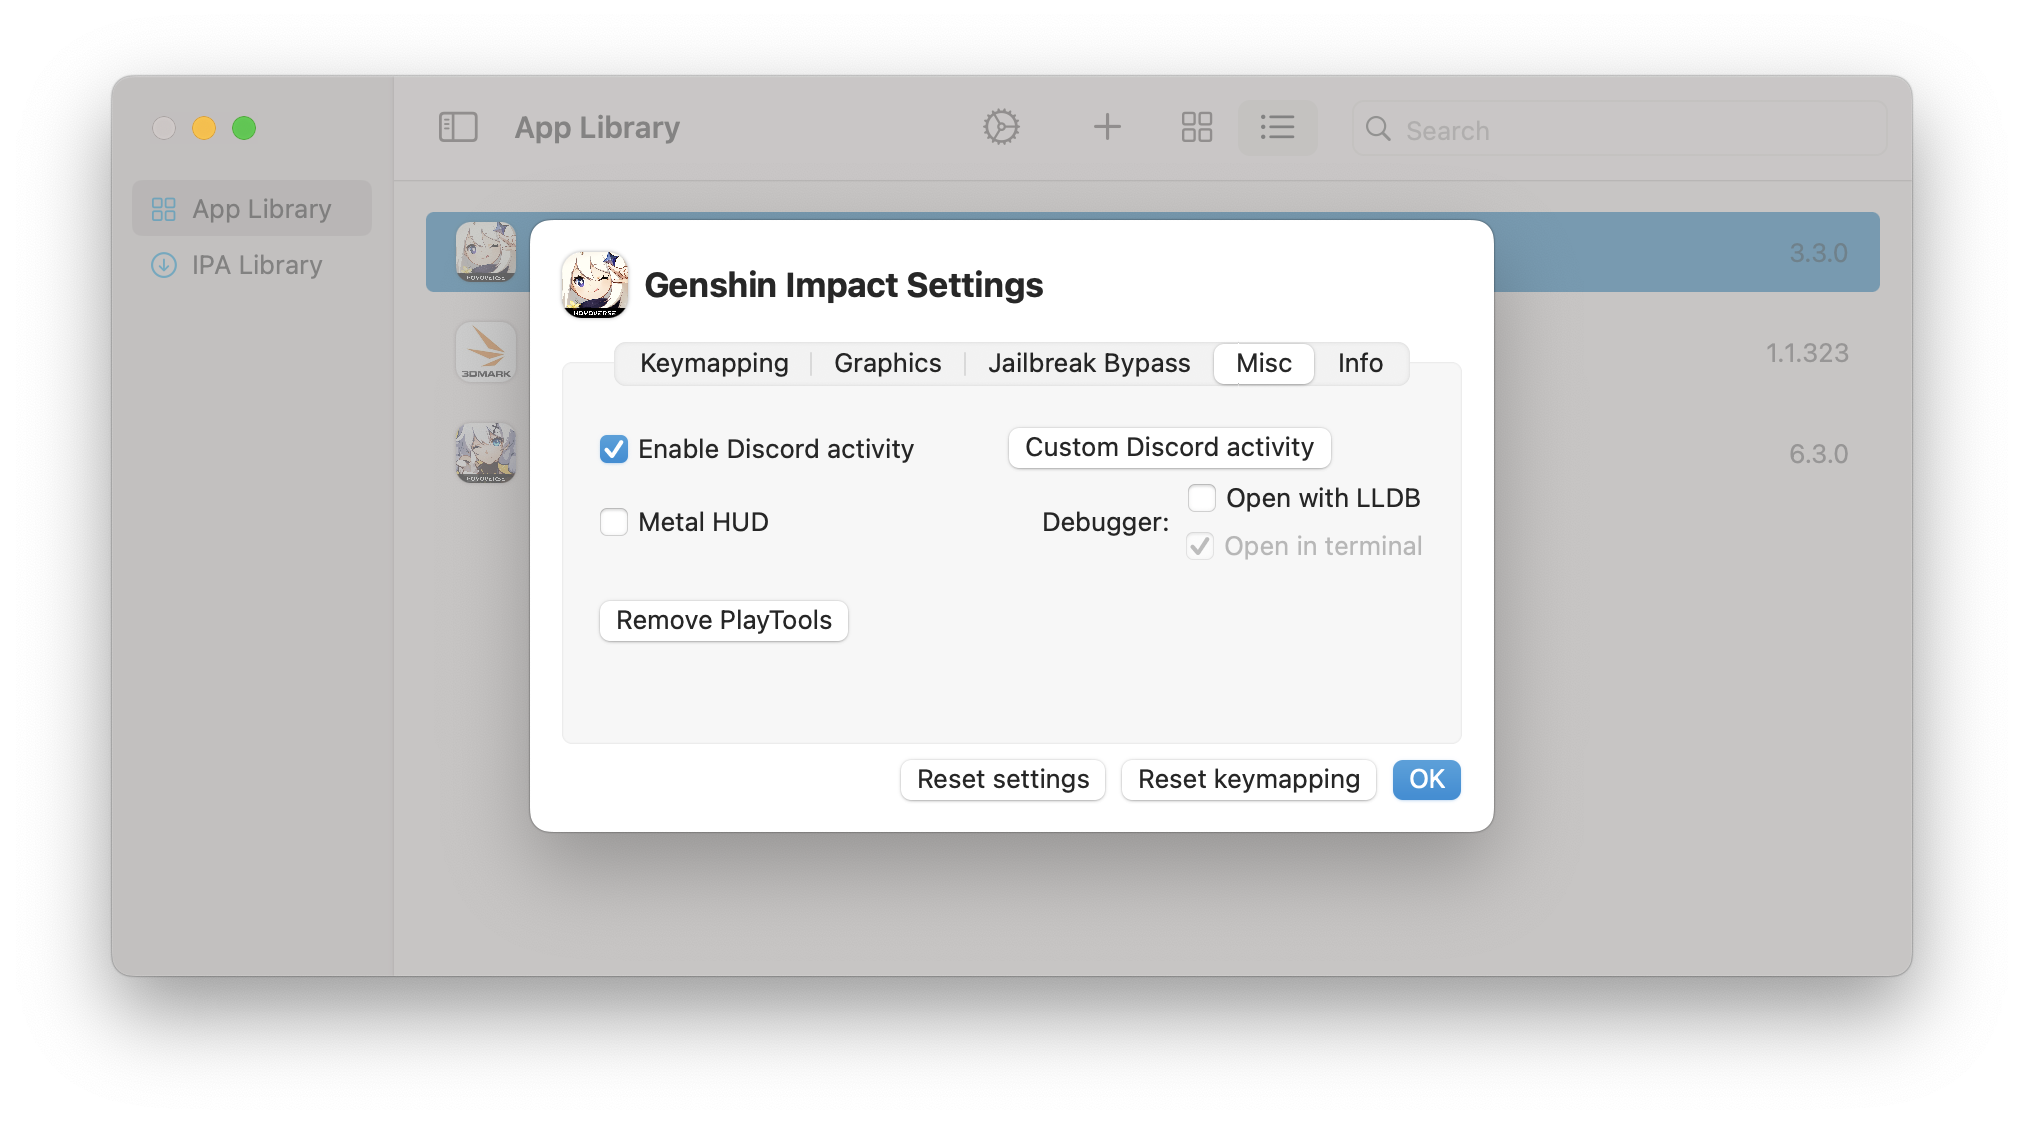 App Library
Search
App Library
IPA Library
3.3.0
HOYOVERSE
1.1.323
3DMARK
6.3.0
HOYOVERSE
Genshin Impact Settings
HOYOVERSE
Keymapping Graphics Jailbreak Bypass Misc Info
Enable Discord activity Custom Discord activity
Open with LLDB
Metal HUD Debugger:
Open in terminal
Remove PlayTools
Reset settings Reset keymapping OK